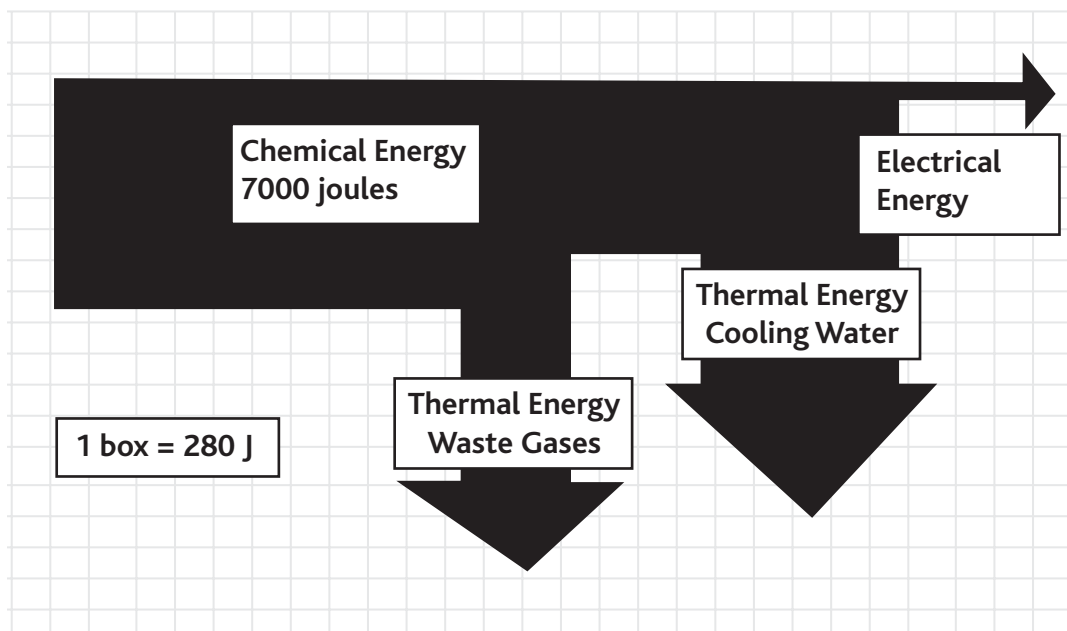 Chemical Energy
7000 joules
Electrical
Energy
Thermal Energy
Cooling Water
Thermal Energy
Waste Gases
1 box = 280 J